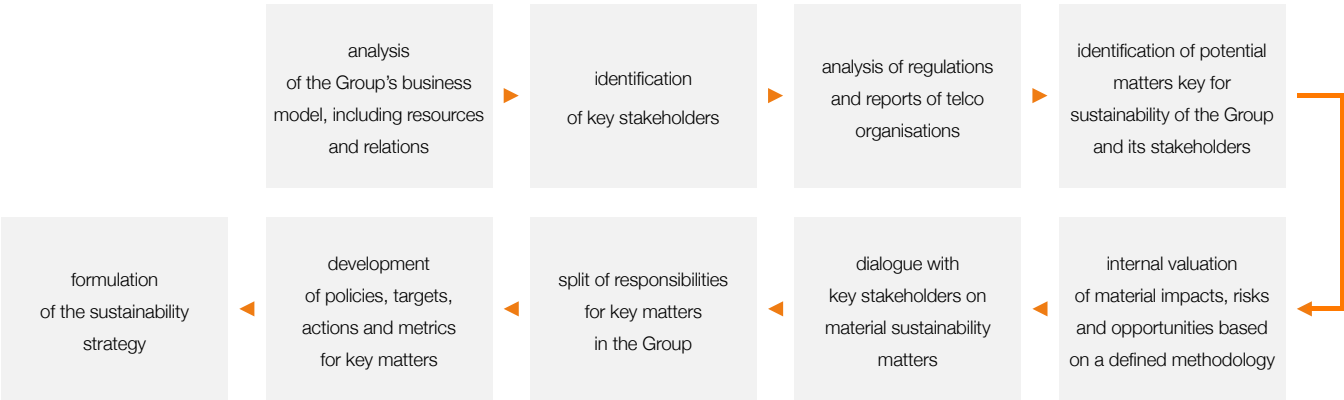 analysis
of the Group's business
model, including resources
and relations
identification
of key stakeholders
analysis of regulations
and reports of telco
organisations
identification of potential
matters key for
sustainability of the Group
and its stakeholders
internal valuation
of material impacts, risks
and opportunities based
on a defined methodology
dialogue with
key stakeholders on
material sustainability
matters
split of responsibilities
for key matters
in the Group
development
of policies, targets,
actions and metrics
for key matters
formulation
of the sustainability
strategy